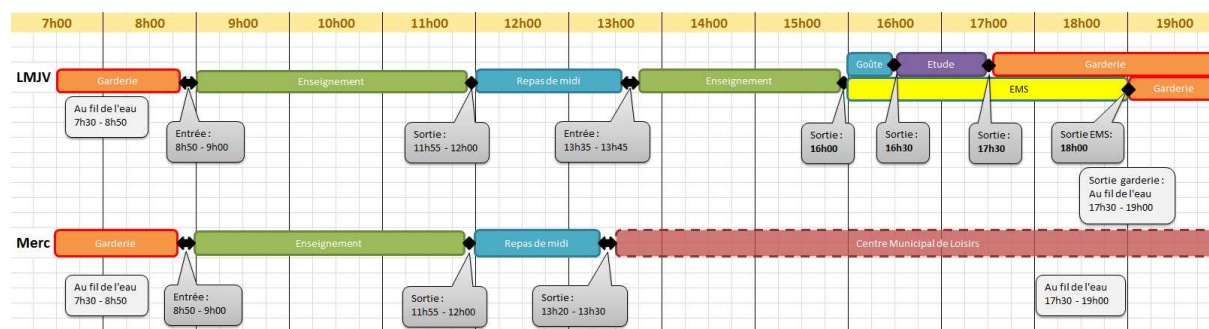 7h00 8h00 9h00 10h00 11h00 12h00 13h00 14h00 15h00 16h00 17h00 18h00 19h00
Goûte Etude Garderie
LMJV Garderie Enseignement Repas de midi Enseignement
EMS Garderie
Au fil de l'eau
7h30 - 8h50
Entrée :
8h50 - 9h00
Sortie :
11h55 - 12h00
Entrée :
13h35 - 13h45
Sortie :
16h00
Sortie :
16h30
Sortie :
17h30
Sortie EMS:
18h00
Sortie garderie :
Au fil de l'eau
17h30 - 19h00
Merc Garderie Enseignement Repas de midi Centre Municipal de Loisirs
Au fil de l'eau
7h30 - 8h50
Entrée :
8h50 - 9h00
Sortie :
11h55 - 12h00
Sortie :
13h20 - 13h30
Au fil de l'eau
17h30 - 19h00